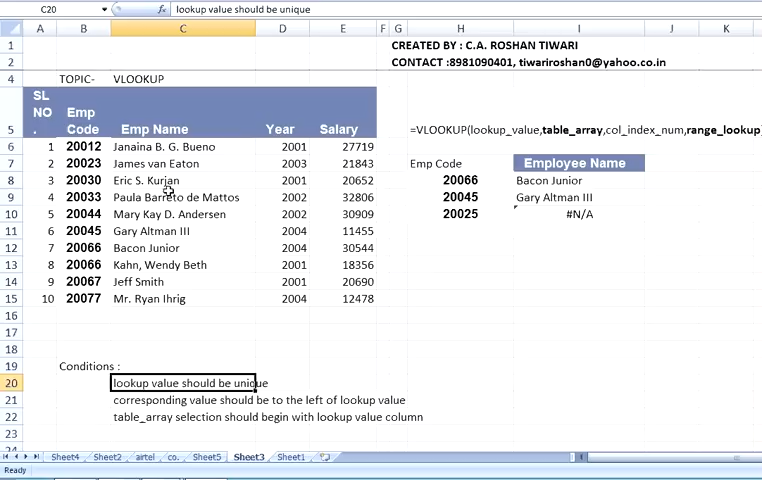 C20 fx lookup value should be unique
A B C D E F G H I J K
1 CREATED BY : C.A. ROSHAN TIWARI
2 CONTACT :8981090401, tiwariroshan0@yahoo.co.in
4 TOPIC- VLOOKUP
SL NO . Emp Code Emp Name Year Salary
5 =VLOOKUP(lookup_value,table_array,col_index_num,range_lookup)
6 1 20012 Janaina B. G. Bueno 2001 27719
7 2 20023 James van Eaton 2003 21843 Emp Code Employee Name
8 3 20030 Eric S. Kurjan 2001 20652 20066 Bacon Junior
9 4 20033 Paula Barreto de Mattos 2002 32806 20045 Gary Altman III
10 5 20044 Mary Kay D. Andersen 2002 30909 20025 #N/A
11 6 20045 Gary Altman III 2004 11455
12 7 20066 Bacon Junior 2004 30544
13 8 20066 Kahn, Wendy Beth 2001 18356
14 9 20067 Jeff Smith 2001 20690
15 10 20077 Mr. Ryan Ihrig 2004 12478
16
17
18
19 Conditions :
20 lookup value should be unique
21 corresponding value should be to the left of lookup value
22 table_array selection should begin with lookup value column
23
24
Sheet4 Sheet2 airtel co. Sheet5 Sheet3 Sheet1
Ready